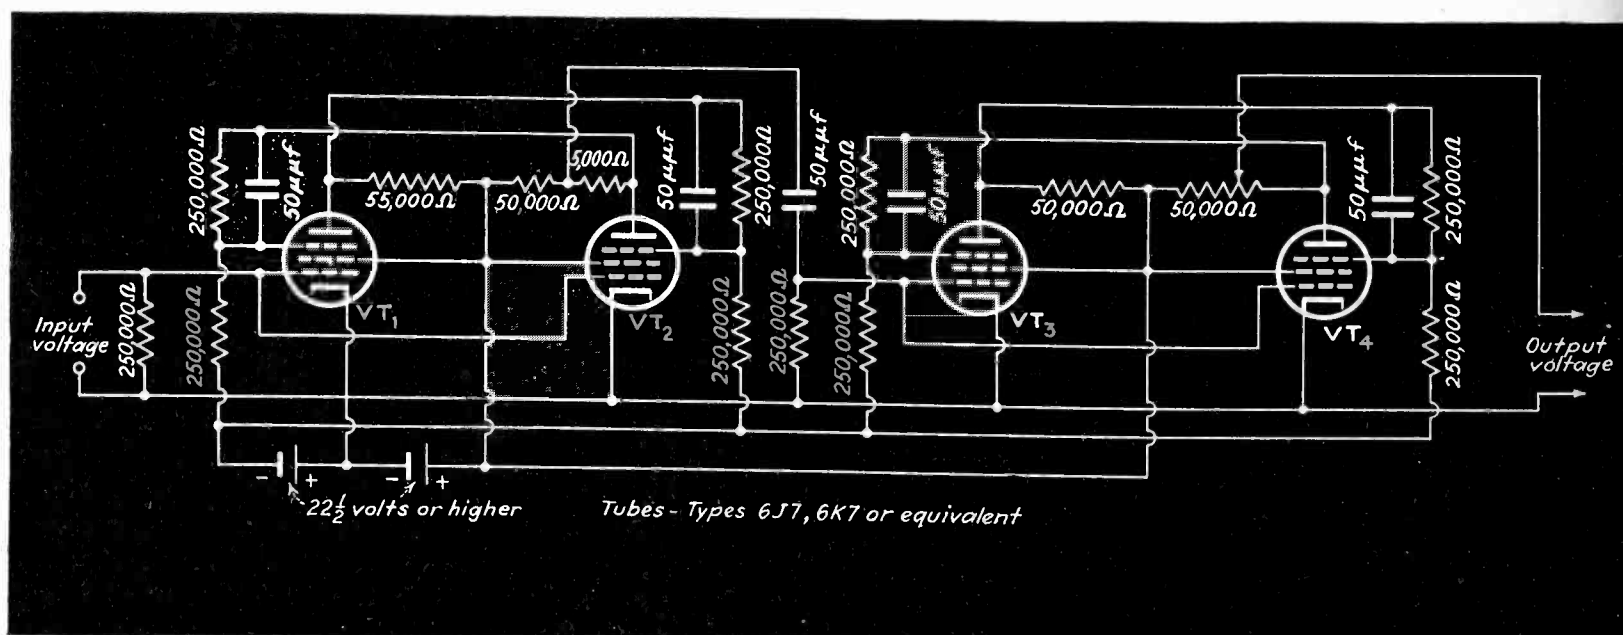 250,000Ω
50μμf
55,000Ω
50,000Ω
5,000Ω
50μμf
250,000Ω
50μμf
250,000Ω
50μμf
50,000Ω
50,000Ω
50μμf
250,000Ω
Input
voltage
250,000Ω
250,000Ω
VT1
VT2
250,000Ω
250,000Ω
250,000Ω
VT3
VT4
250,000Ω
Output
voltage
- + - +
22½ volts or higher
Tubes - Types 6J7, 6K7 or equivalent